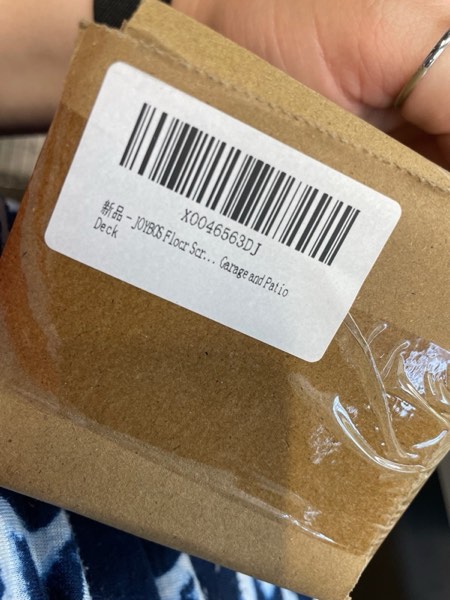 X0046563DJ
新品 - JOYBOS Floor Scr... Garage and Patio
Deck